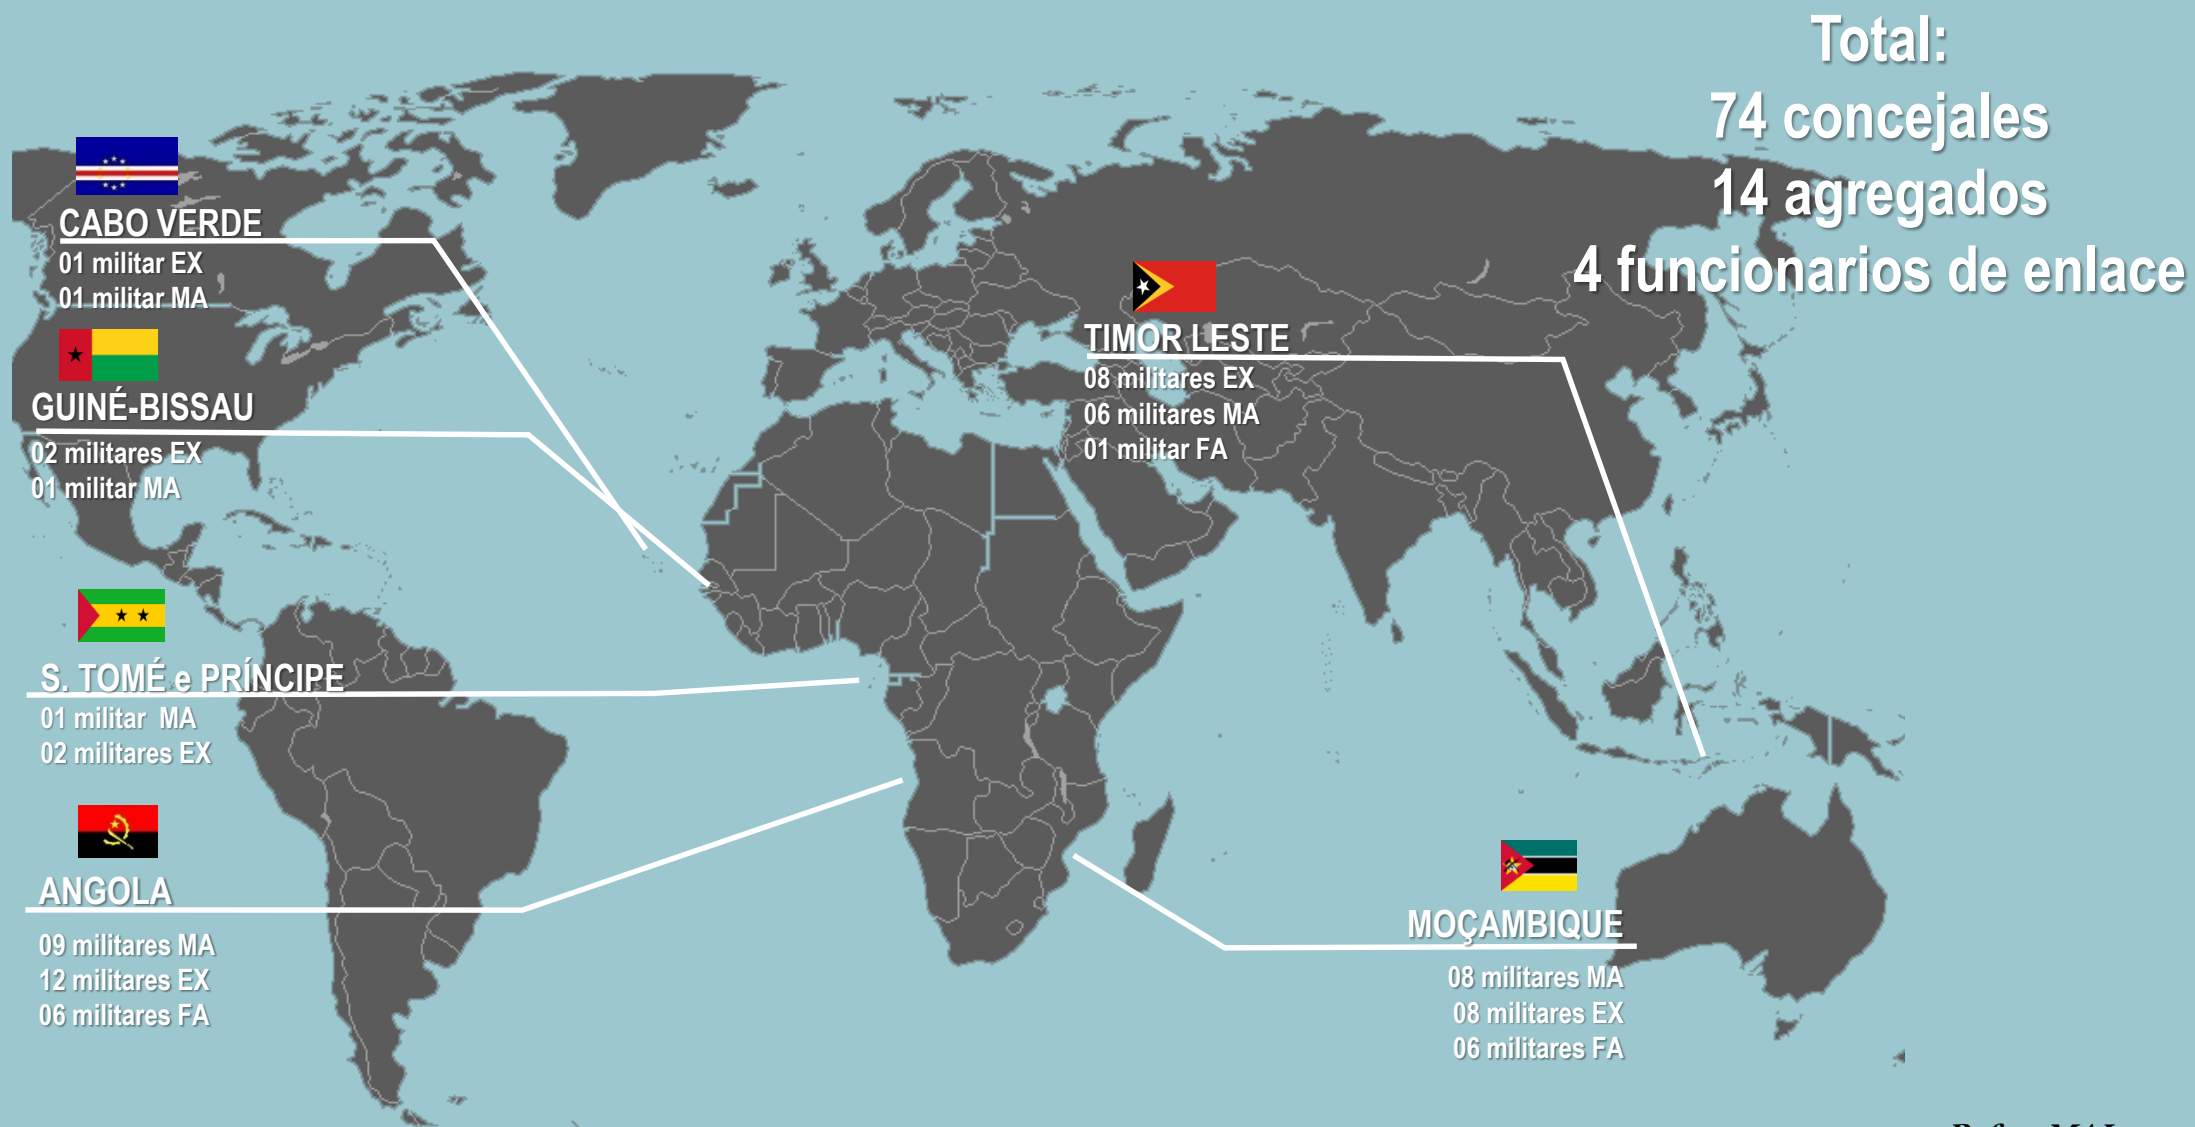 Total:
74 concejales
14 agregados
4 funcionarios de enlace
CABO VERDE
01 militar EX
01 militar MA
GUINÉ-BISSAU
02 militares EX
01 militar MA
S. TOMÉ e PRÍNCIPE
01 militar  MA
02 militares EX
ANGOLA
09 militares MA
12 militares EX
06 militares FA
TIMOR LESTE
08 militares EX
06 militares MA
01 militar FA
MOÇAMBIQUE
08 militares MA
08 militares EX
06 militares FA